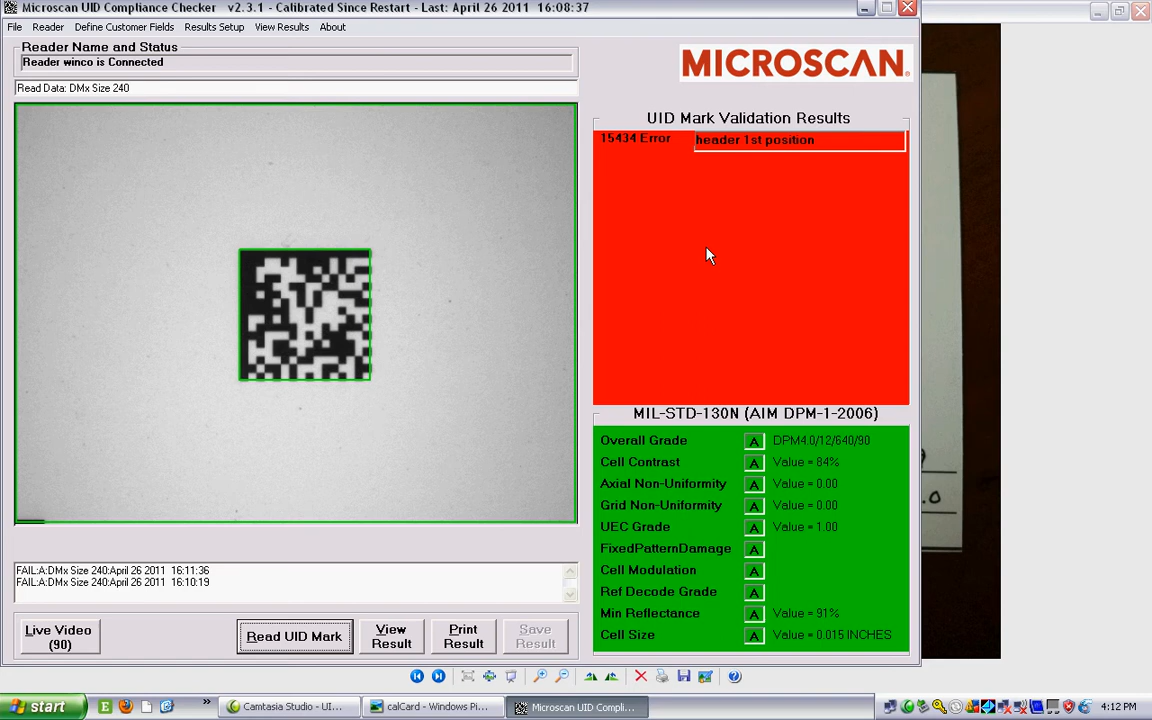 Microscan UID Compliance Checker v2.3.1 - Calibrated Since Restart - Last: April 26 2011 16:08:37
File Reader Define Customer Fields Results Setup View Results About
Reader Name and Status
Reader winco is Connected
Read Data: DMx Size 240
MICROSCAN®
UID Mark Validation Results
15434 Error header 1st position
MIL-STD-130N (AIM DPM-1-2006)
Overall Grade A DPM4.0/12/640/90
Cell Contrast A Value = 84%
Axial Non-Uniformity A Value = 0.00
Grid Non-Uniformity A Value = 0.00
UEC Grade A Value = 1.00
FixedPatternDamage A
Cell Modulation A
Ref Decode Grade A
Min Reflectance A Value = 91%
Cell Size A Value = 0.015 INCHES
.0
FAIL:A:DMx Size 240:April 26 2011 16:11:36
FAIL:A:DMx Size 240:April 26 2011 16:10:19
Live Video
(90)
Read UID Mark
View
Result
Print
Result
Save
Result
start
Camtasia Studio - UI...
calCard - Windows Pi...
Microscan UID Compli...
4:12 PM